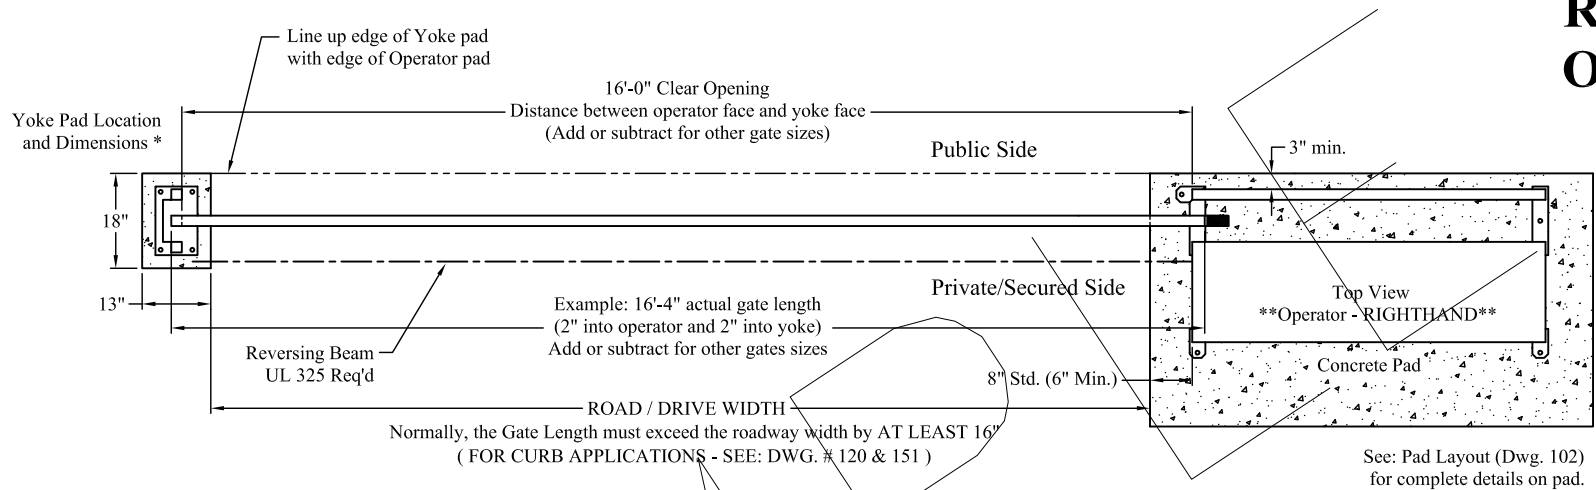 R
O
Line up edge of Yoke pad
with edge of Operator pad
16'-0" Clear Opening
Distance between operator face and yoke face
(Add or subtract for other gate sizes)
Yoke Pad Location
and Dimensions *
Public Side
3" min.
18"
13"
Private/Secured Side
Example: 16'-4" actual gate length
(2" into operator and 2" into yoke)
Add or subtract for other gates sizes
Top View
**Operator - RIGHTHAND**
Reversing Beam
UL 325 Req'd
Concrete Pad
8" Std. (6" Min.)
ROAD / DRIVE WIDTH
Normally, the Gate Length must exceed the roadway width by AT LEAST 16"
( FOR CURB APPLICATIONS - SEE: DWG. # 120 & 151 )
See: Pad Layout (Dwg. 102)
for complete details on pad.